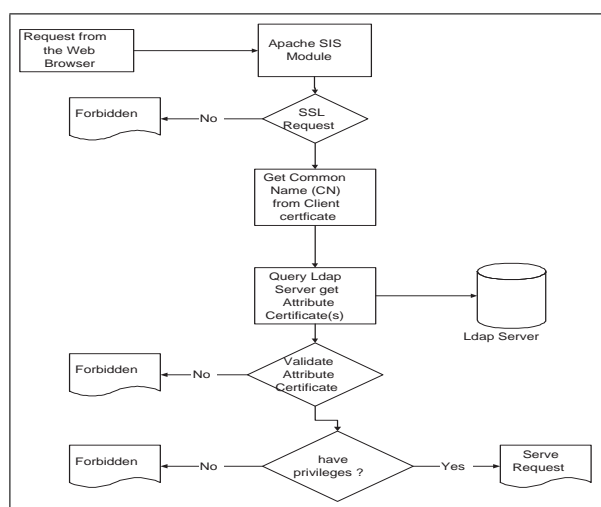 Request from
the Web
Browser
Apache SIS
Module
Forbidden
No
SSL
Request
Get Common
Name (CN)
from Client
certficate
Query Ldap
Server get
Attribute
Certificate(s)
Ldap Server
Forbidden
No
Validate
Attribute
Certificate
Forbidden
No
have
privileges ?
Yes
Serve
Request